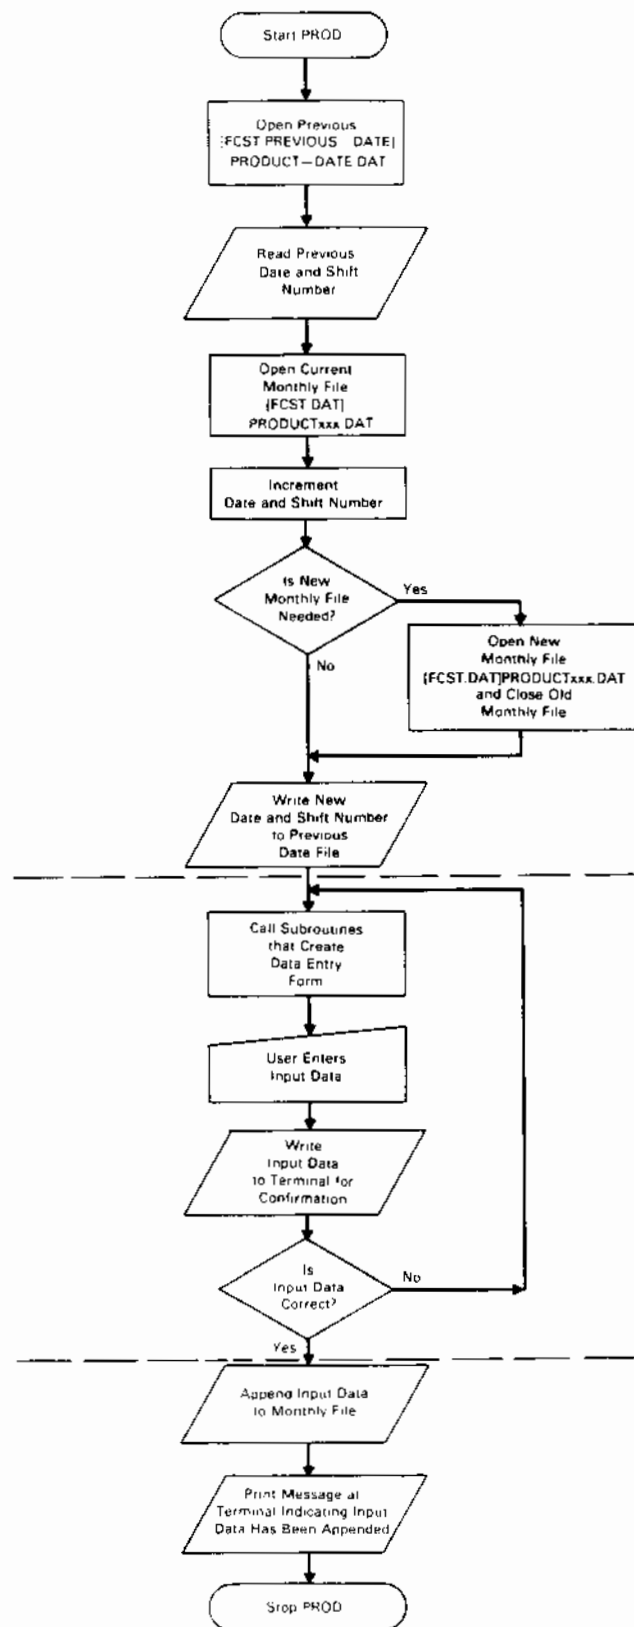 Start PROD
Open Previous
[FCST.PREVIOUS DATE]
PRODUCT—DATE.DAT
Read Previous
Date and Shift
Number
Open Current
Monthly File
[FCST.DAT]
PRODUCTxxx.DAT
Increment
Date and Shift Number
Is New
Monthly File
Needed?
Yes
No
Open New
Monthly File
[FCST.DAT]PRODUCTxxx.DAT
and Close Old
Monthly File
Write New
Date and Shift Number
to Previous
Date File
Call Subroutines
that Create
Data Entry
Form
User Enters
Input Data
Write
Input Data
to Terminal for
Confirmation
Is
Input Data
Correct?
No
Yes
Append Input Data
to Monthly File
Print Message at
Terminal Indicating Input
Data Has Been Appended
Stop PROD